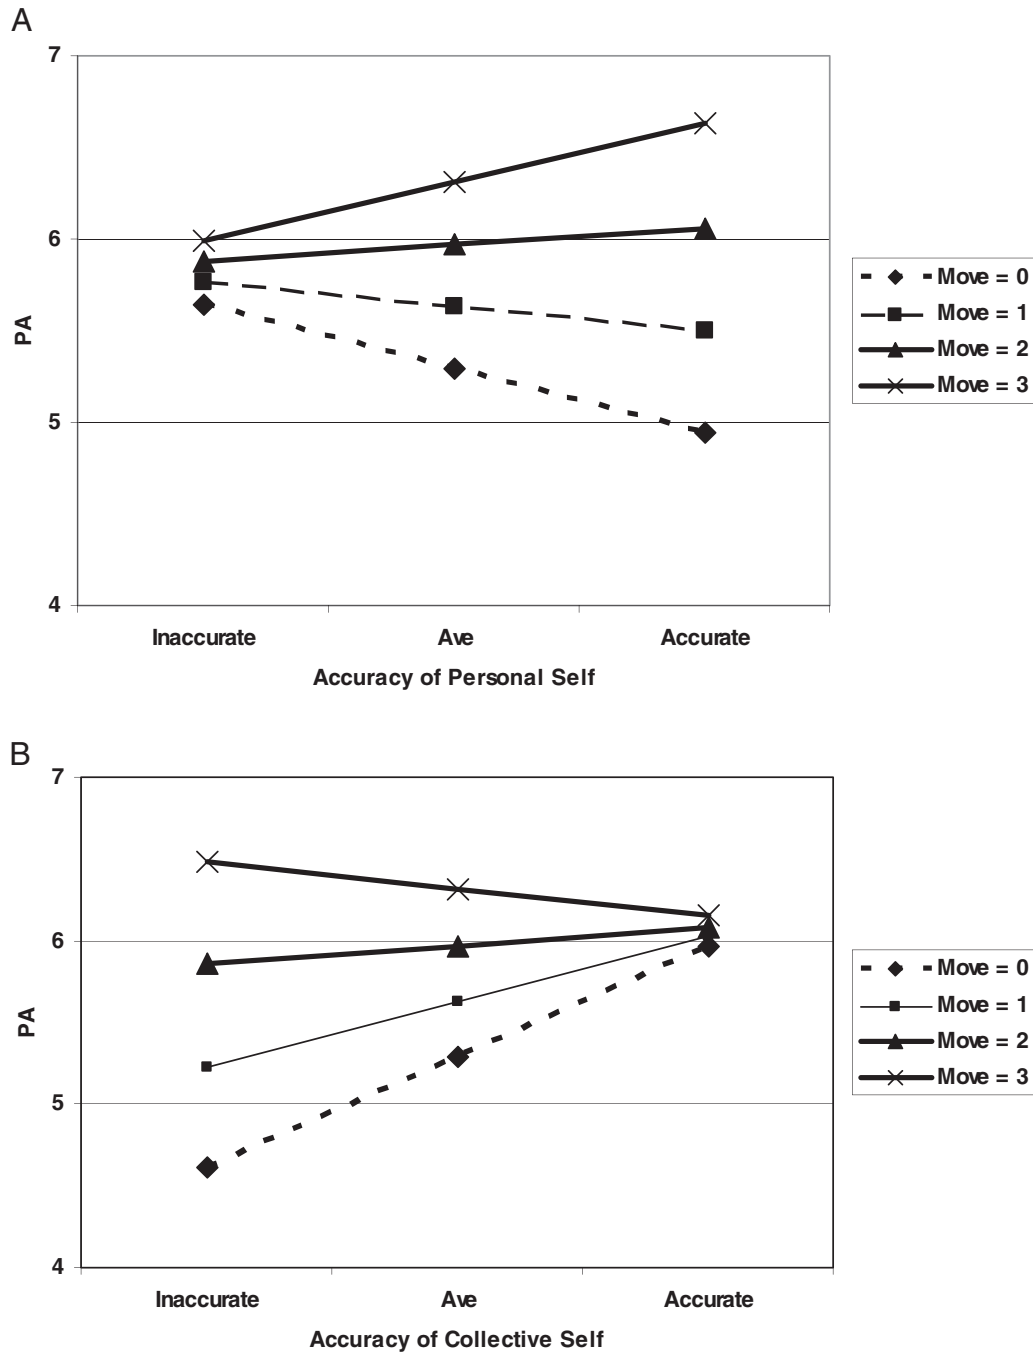 A
7
6
5
4
PA
Inaccurate Ave Accurate
Accuracy of Personal Self
Move = 0
Move = 1
Move = 2
Move = 3
B
7
6
5
4
PA
Inaccurate Ave Accurate
Accuracy of Collective Self
Move = 0
Move = 1
Move = 2
Move = 3